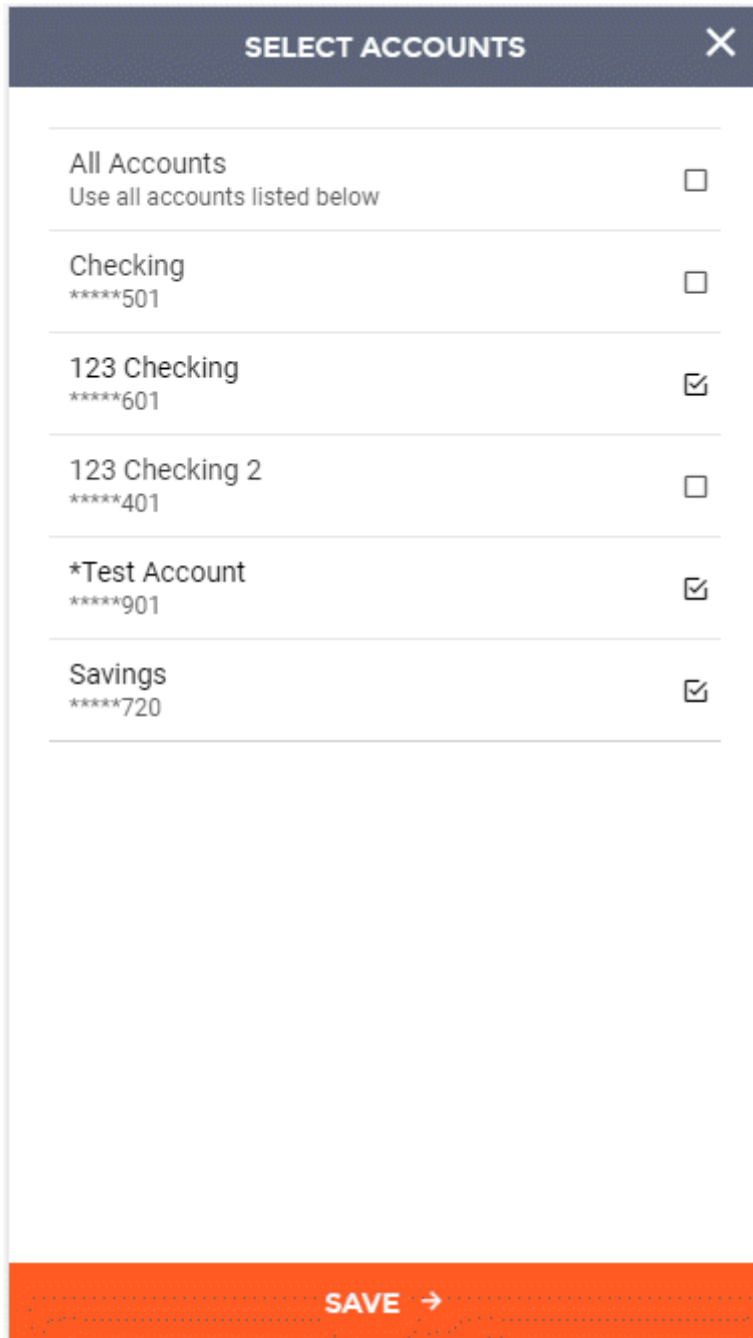 SELECT ACCOUNTS
All Accounts
Use all accounts listed below
Checking
*****501
123 Checking
*****601
123 Checking 2
*****401
*Test Account
*****901
Savings
*****720
SAVE →